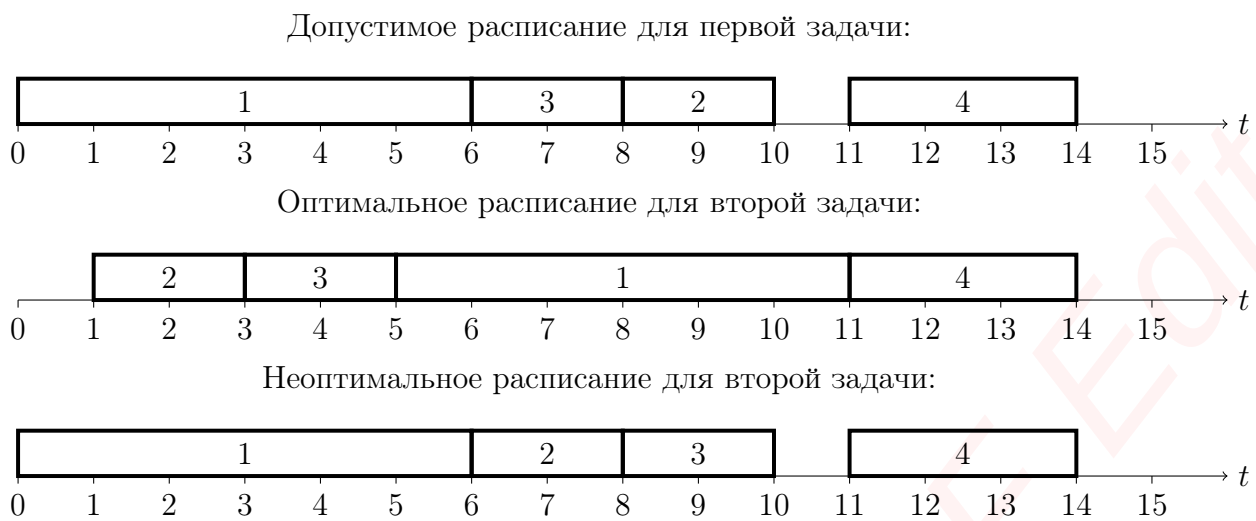 Допустимое расписание для первой задачи:
1 3 2 4
t
0 1 2 3 4 5 6 7 8 9 10 11 12 13 14 15
Оптимальное расписание для второй задачи:
2 3 1 4
t
0 1 2 3 4 5 6 7 8 9 10 11 12 13 14 15
Неоптимальное расписание для второй задачи:
1 2 3 4
t
0 1 2 3 4 5 6 7 8 9 10 11 12 13 14 15